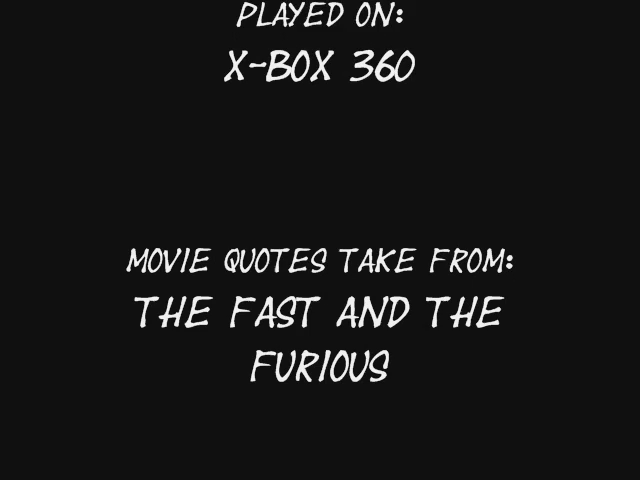 PLAYED ON:
X-BOX 360
MOVIE QUOTES TAKE FROM:
THE FAST AND THE
FURIOUS